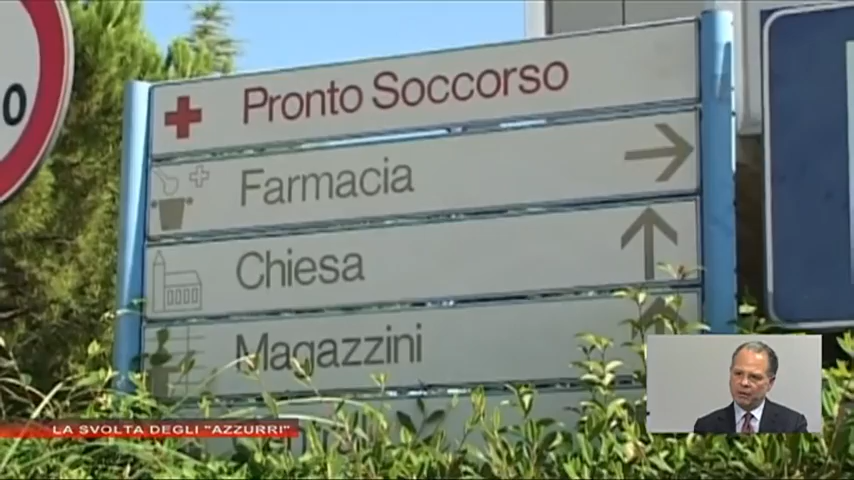 Pronto Soccorso
Farmacia
Chiesa
Magazzini
LA SVOLTA DEGLI "AZZURRI"